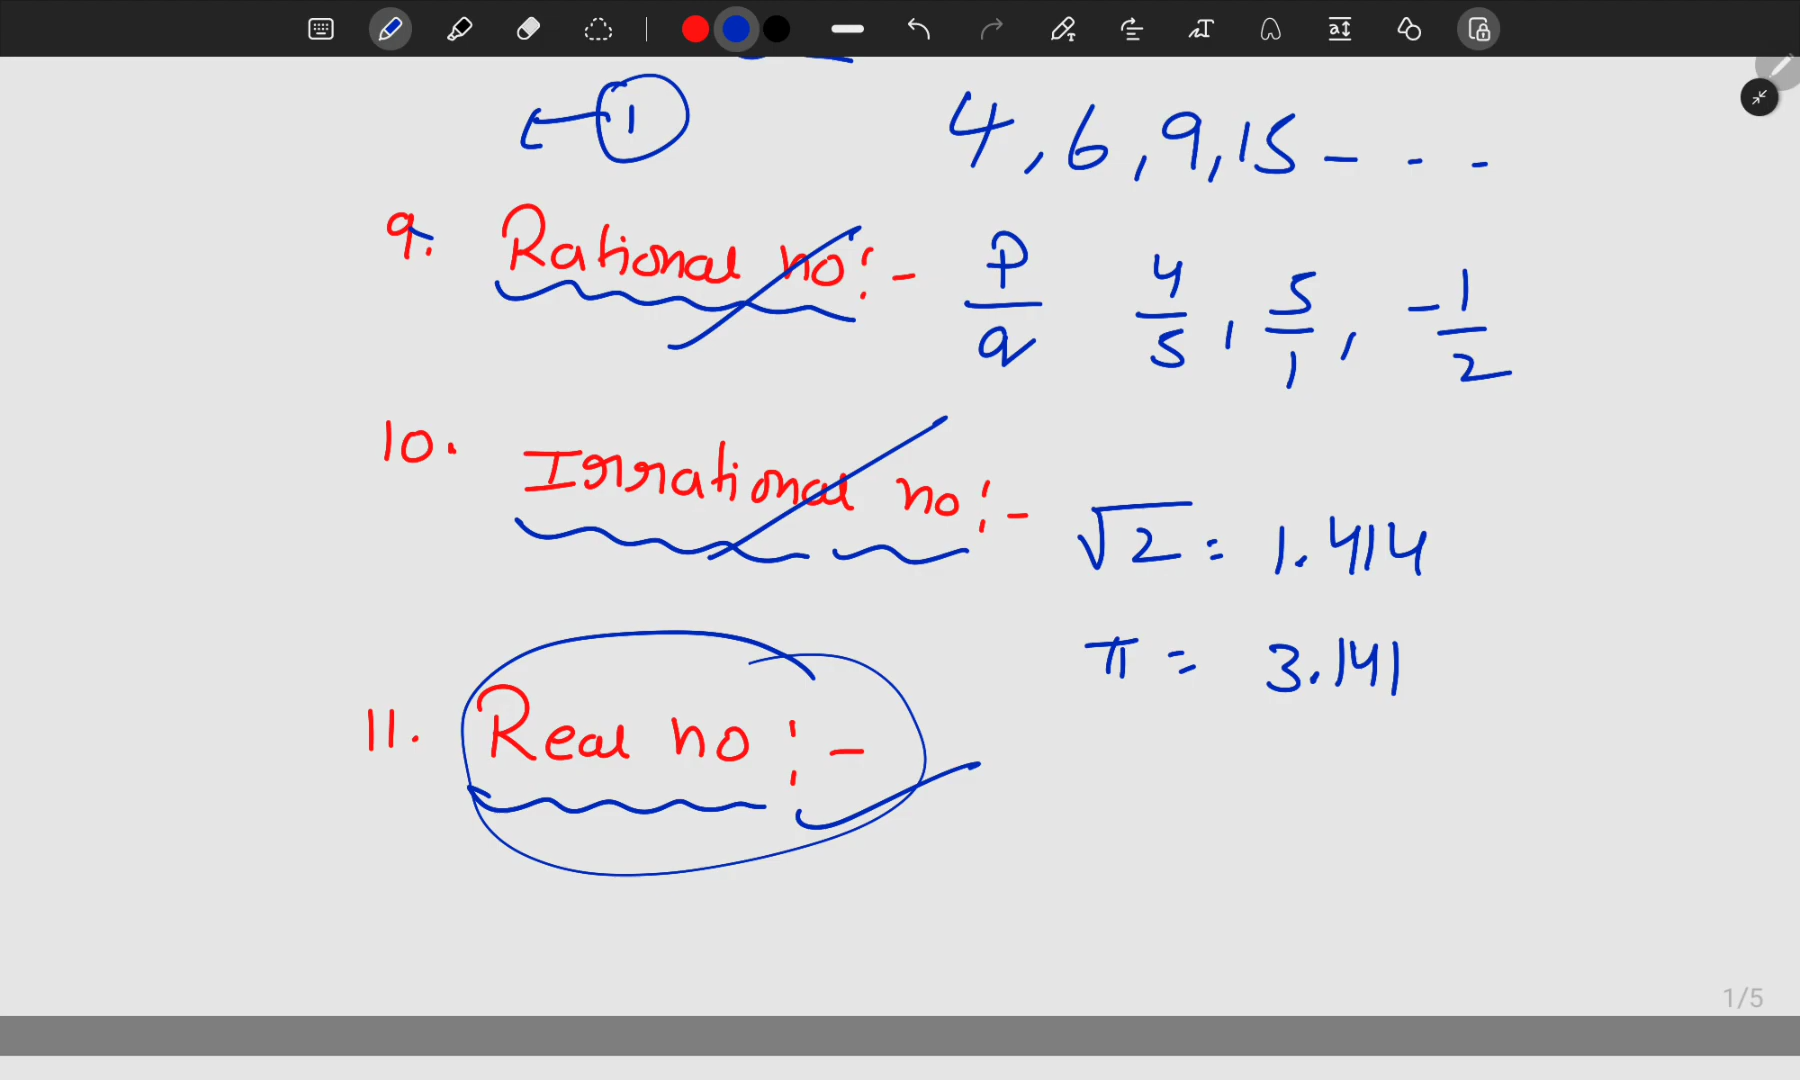 1 4, 6, 9, 15 - - -
9. Rational no :- p/q 4/5, 5/1, -1/2
10. Irrational no :- √2 = 1.414
π = 3.141
11. Real no :-
1/5